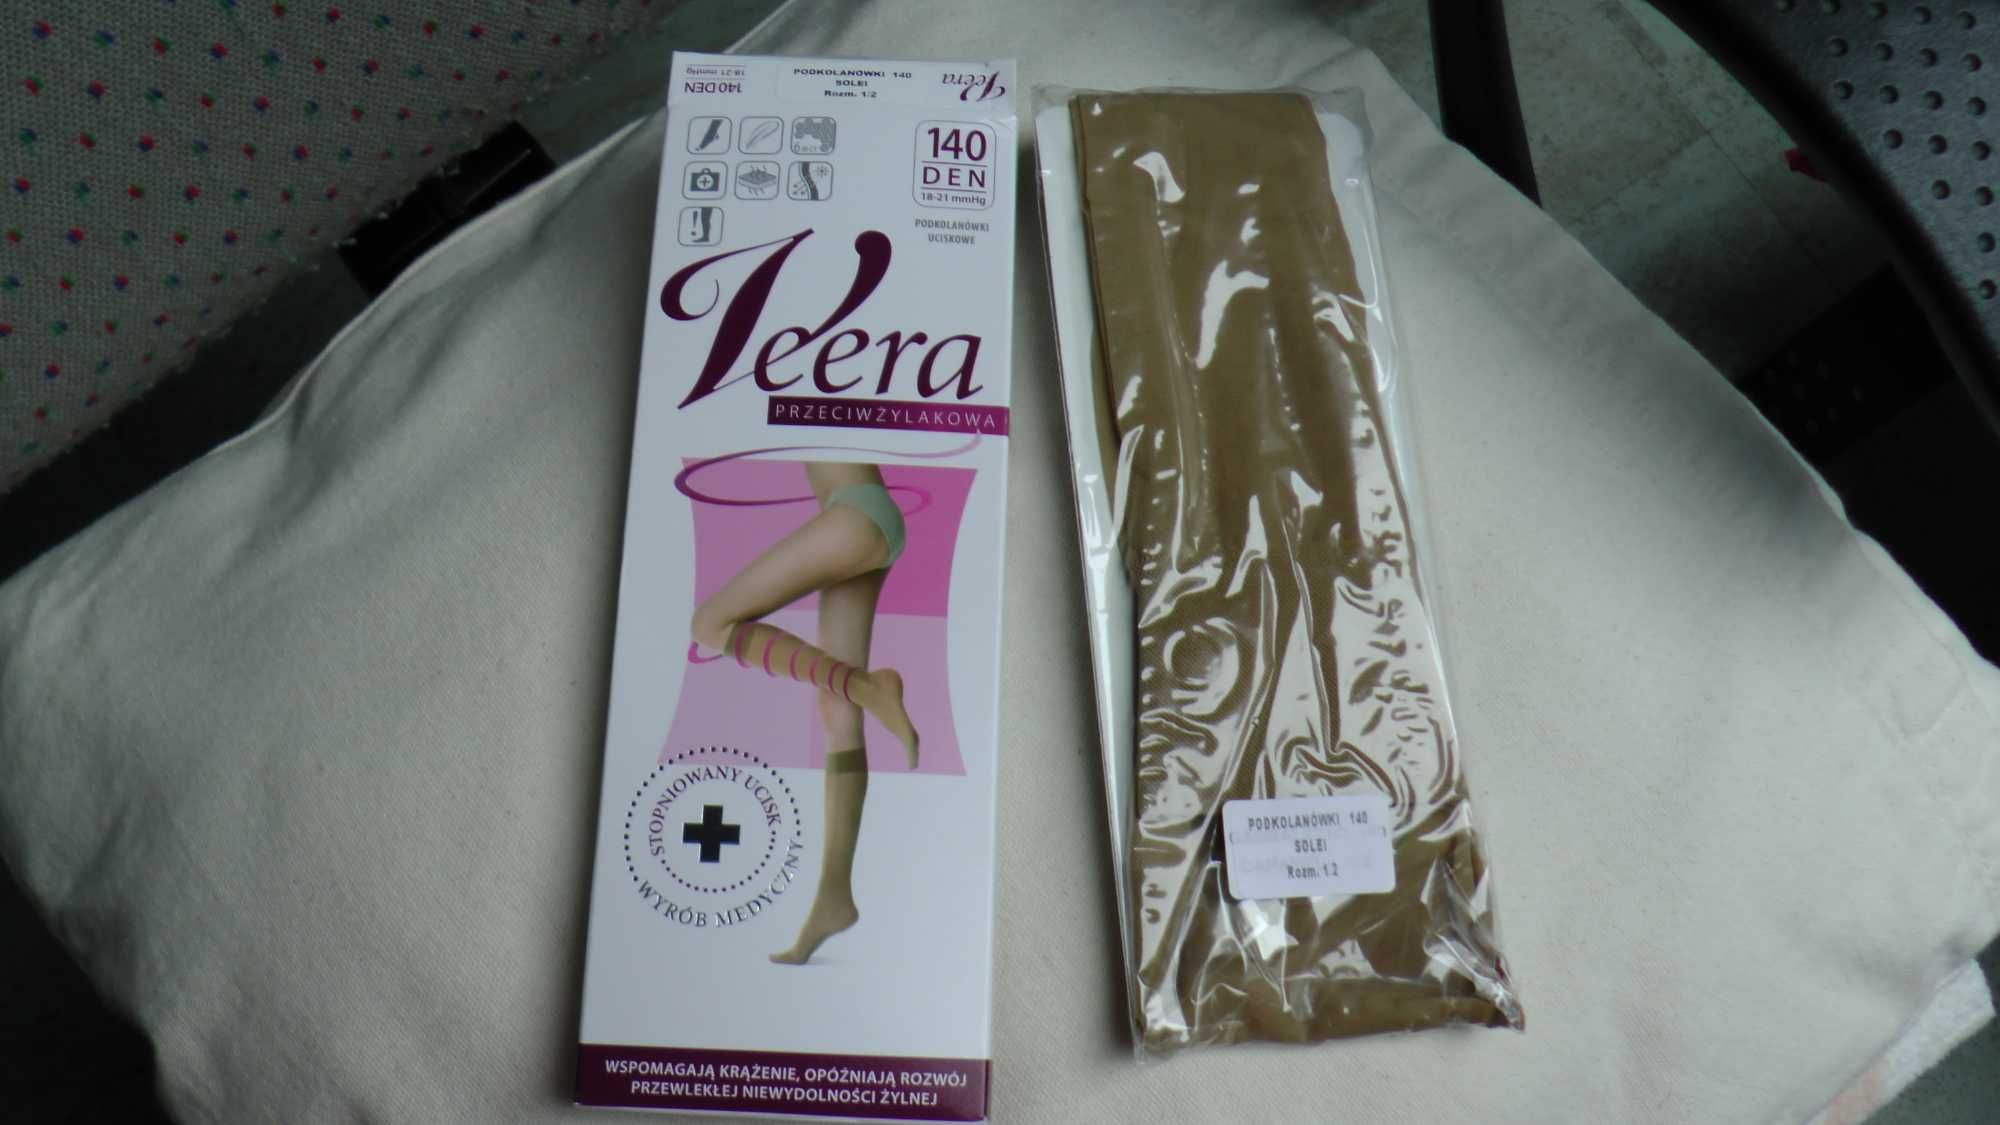 140 DEN
18-21 mmHg
PODKOLANÓWKI 140
SOLEI
Rozm. 1/2
Veera
140
DEN
18-21 mmHg
PODKOLANÓWKI
UCISKOWE
Veera
PRZECIWŻYLAKOWA
STOPNIOWANY UCISK
WYRÓB MEDYCZNY
WSPOMAGAJĄ KRĄŻENIE, OPÓŹNIAJĄ ROZWÓJ
PRZEWLEKŁEJ NIEWYDOLNOŚCI ŻYLNEJ
PODKOLANÓWKI 140
SOLEI
Rozm. 1.2